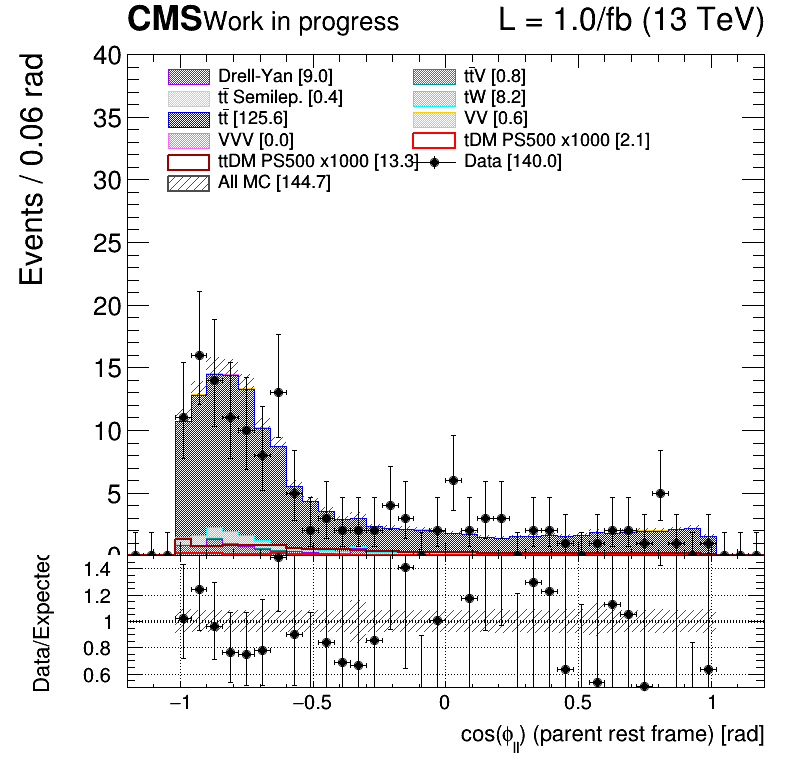 CMS Work in progress L = 1.0/fb (13 TeV)
Events / 0.06 rad
40
35
30
25
20
15
10
5
0
Drell-Yan [9.0] tt̄V [0.8]
tt̄ Semilep. [0.4] tW [8.2]
tt̄ [125.6] VV [0.6]
VVV [0.0] tDM PS500 x1000 [2.1]
ttDM PS500 x1000 [13.3] Data [140.0]
All MC [144.7]
Data/Expected
1.4
1.2
1
0.8
0.6
−1 −0.5 0 0.5 1
cos(ϕ_ll) (parent rest frame) [rad]